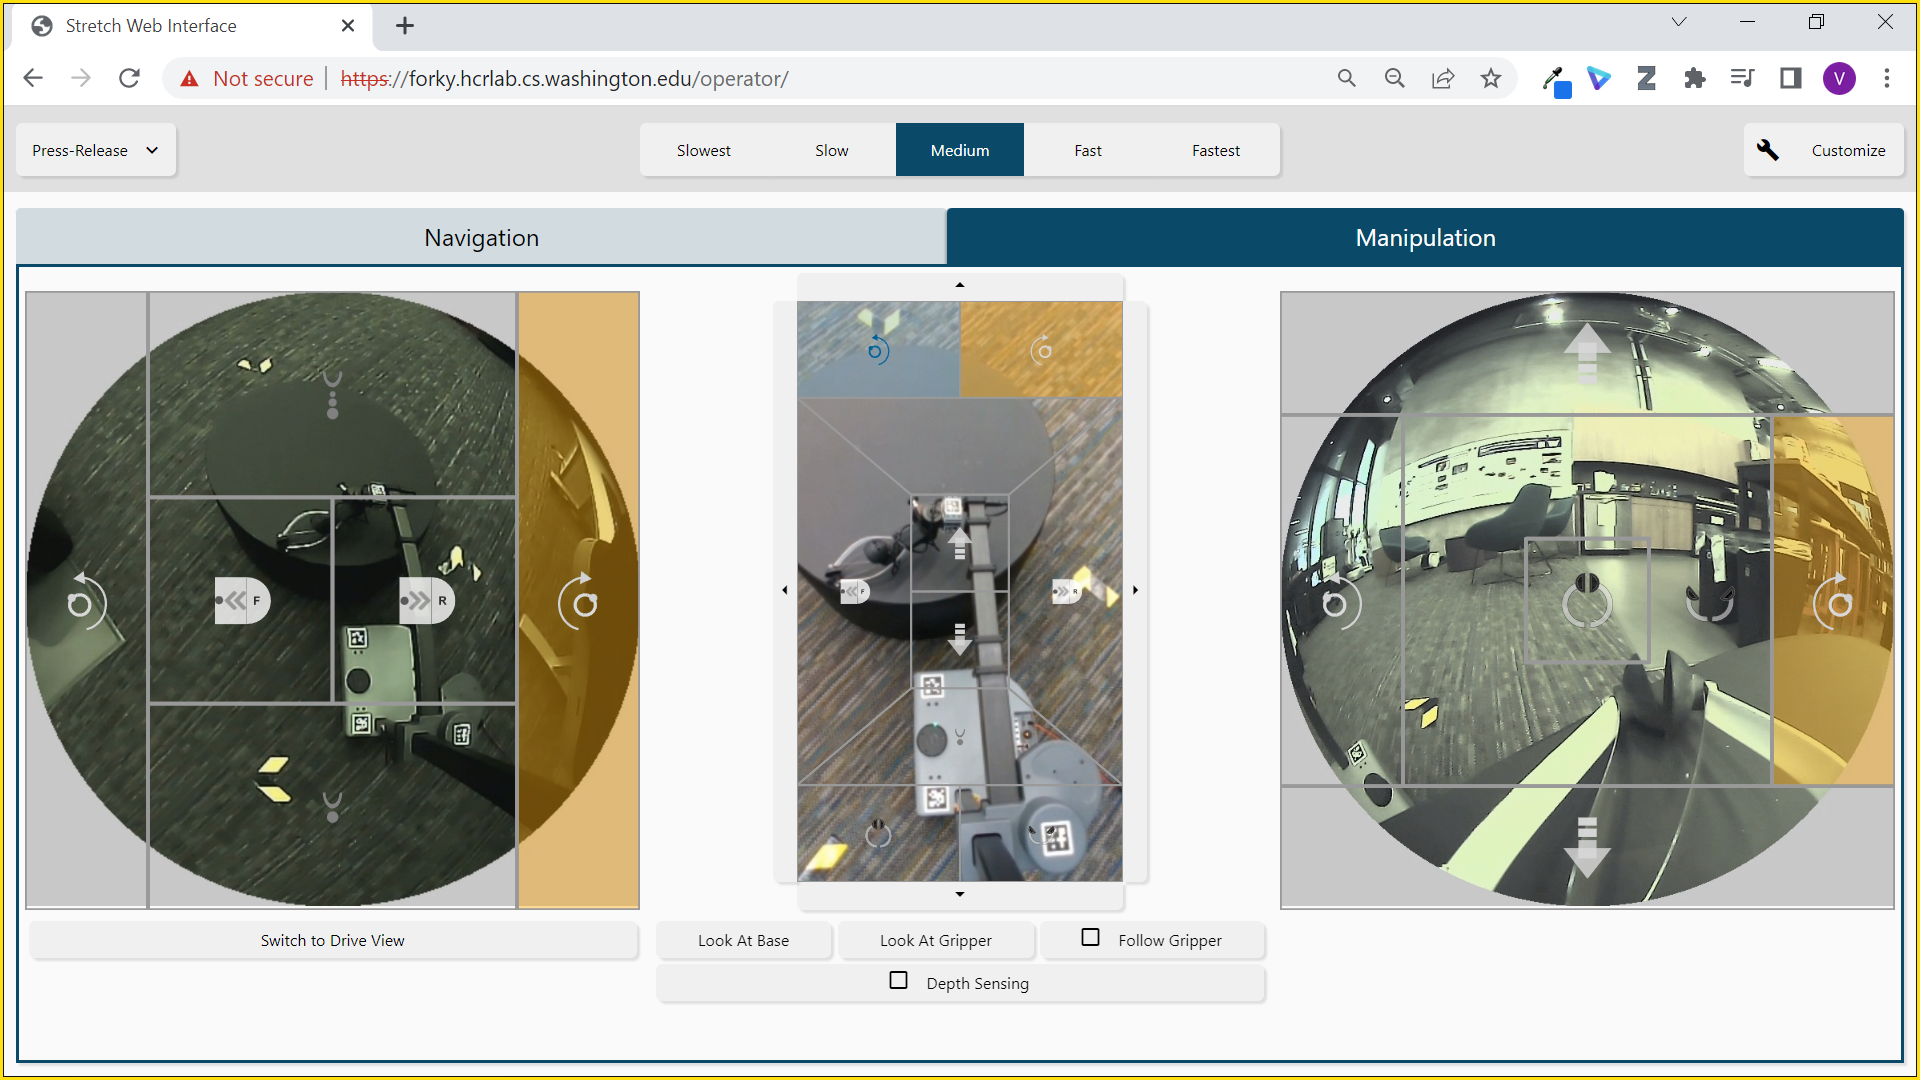 Stretch Web Interface
Not secure https://forky.hcrlab.cs.washington.edu/operator/
V
Press-Release
Slowest Slow Medium Fast Fastest
Customize
Navigation
Manipulation
F R
F R
Switch to Drive View
Look At Base
Look At Gripper
Follow Gripper
Depth Sensing